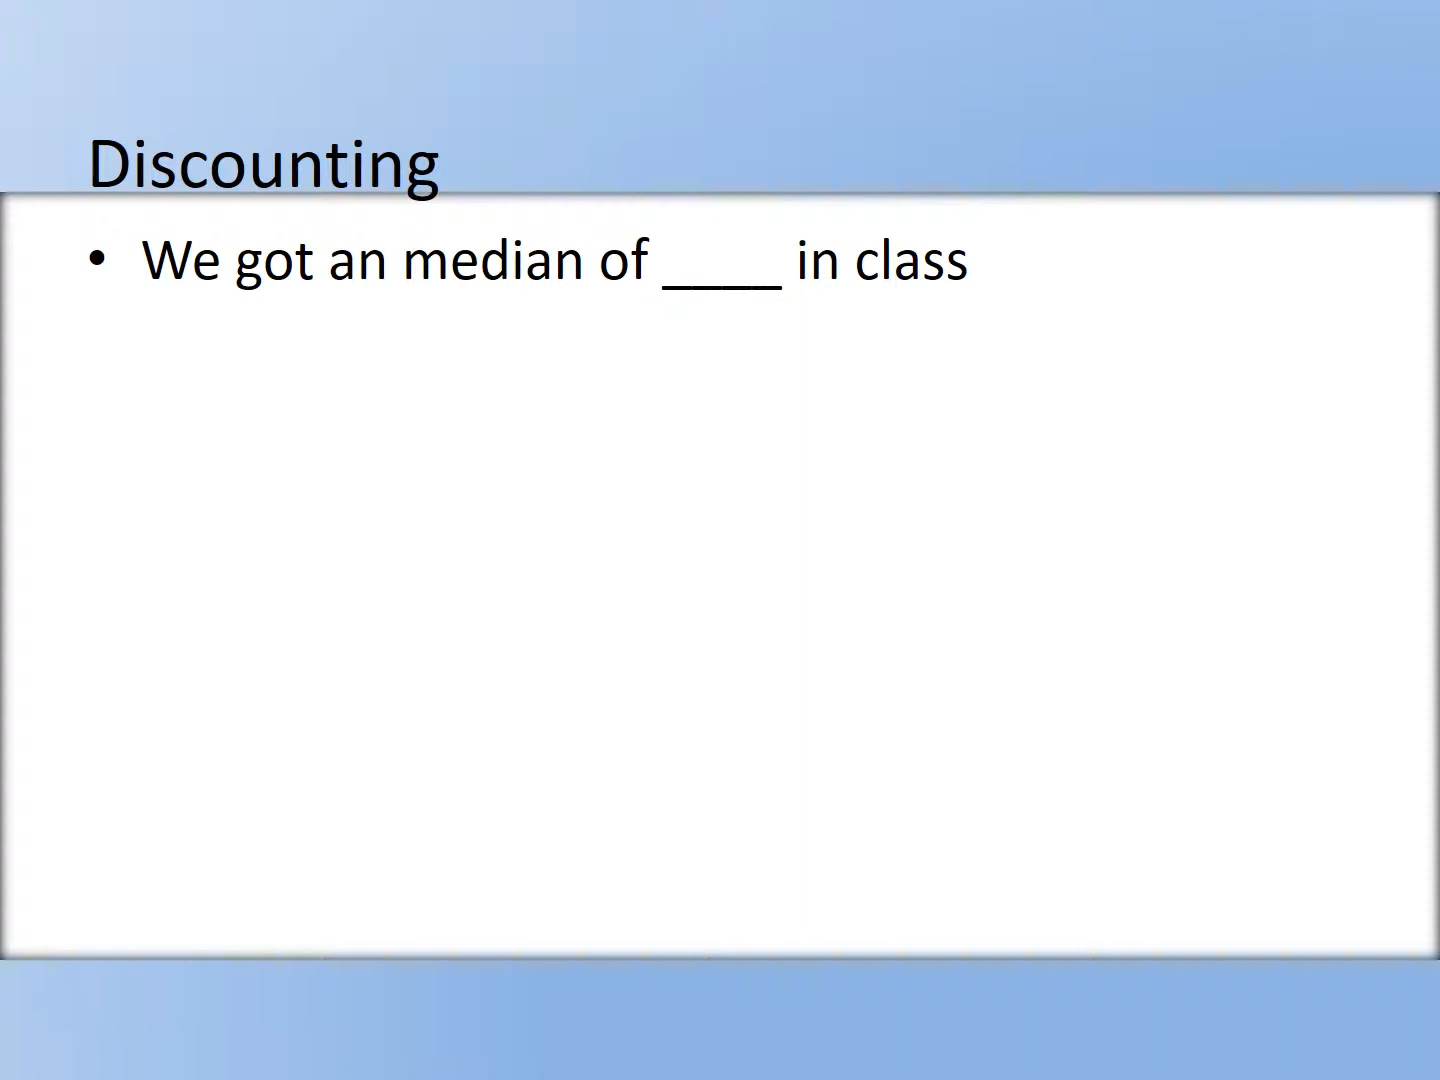 Discounting
• We got an median of ____ in class